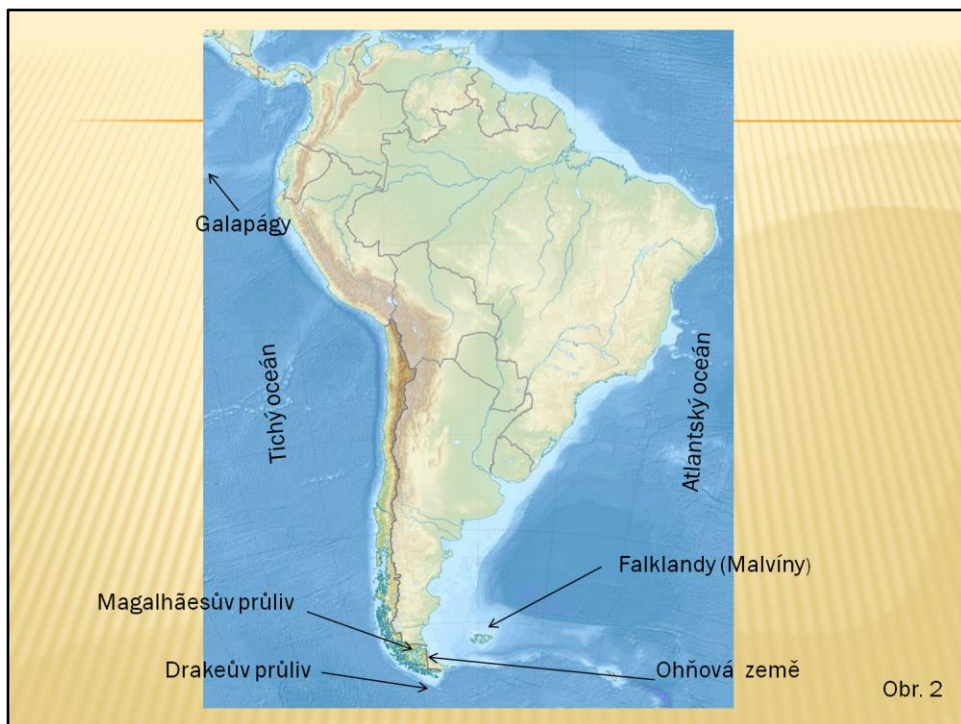 Galapágy
Tichý oceán
Atlantský oceán
Falklandy (Malvíny)
Magalhãesův průliv
Drakeův průliv
Ohňová země
Obr. 2